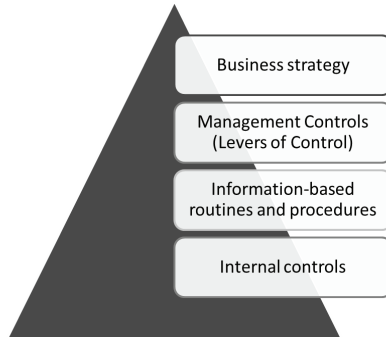 Business strategy
Management Controls
(Levers of Control)
Information-based
routines and procedures
Internal controls